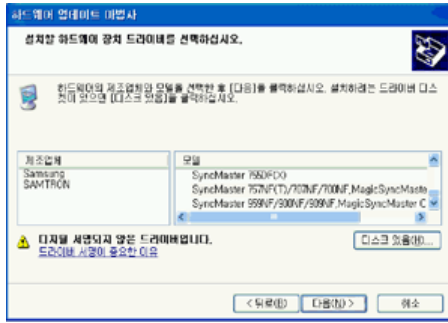 하드웨어 업데이트 마법사
설치할 하드웨어 장치 드라이버를 선택하십시오.
하드웨어의 제조업체와 모델을 선택한 후 [다음]을 클릭하십시오. 설치하려는 드라이버 디스
컷이 있으면 [디스크 있음]을 클릭하십시오.
제조업체
Samsung
SAMTRON
모델
SyncMaster 755DF(X)
SyncMaster 757NF(T)/707NF/700NF,MagicSyncMaste
SyncMaster 959NF/900NF/909NF,MagicSyncMaster C
디지털 서명되지 않은 드라이버입니다.
드라이버 서명이 중요한 이유
디스크 있음(H)...
< 뒤로(B)
다음(N) >
취소